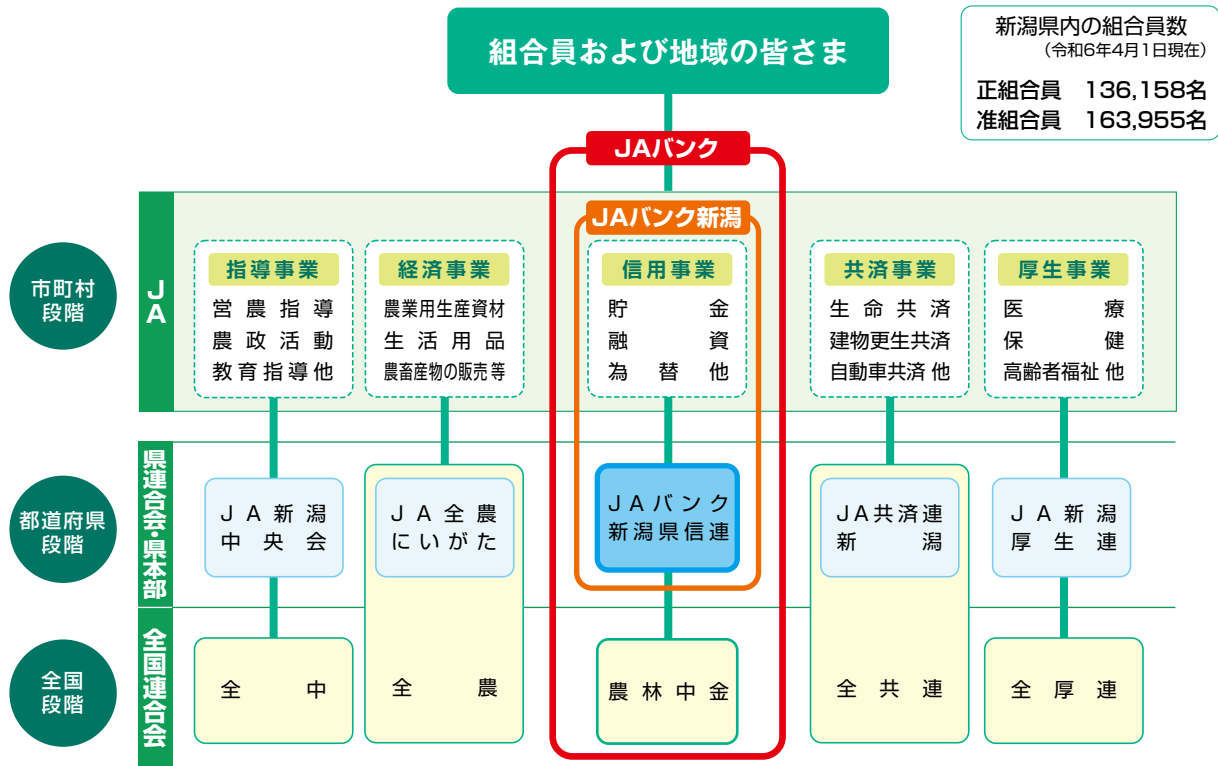 組合員および地域の皆さま
新潟県内の組合員数
（令和6年4月1日現在）
正組合員 136,158名
准組合員 163,955名
JAバンク
JAバンク新潟
市町村
段階
JA
指導事業
営農指導
農政活動
教育指導他
経済事業
農業用生産資材
生活用品
農畜産物の販売等
信用事業
貯金
融資
為替他
共済事業
生命共済
建物更生共済
自動車共済他
厚生事業
医療
保健
高齢者福祉他
都道府県
段階
県連合会・県本部
JA新潟
中央会
JA全農
にいがた
JAバンク
新潟県信連
JA共済連
新潟
JA新潟
厚生連
全国
段階
全国連合会
全中
全農
農林中金
全共連
全厚連